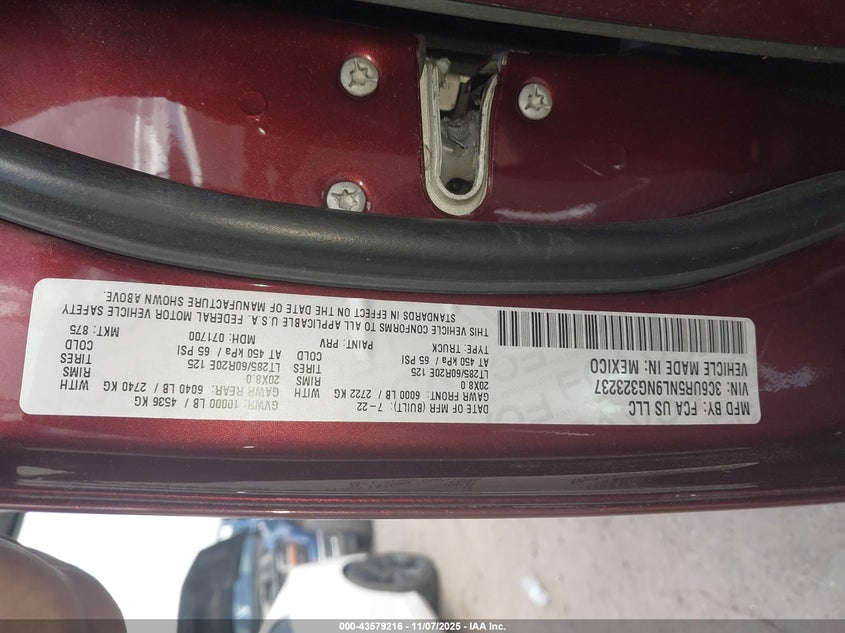 MFD BY: FCA US LLC
DATE OF MFR (BUILT): 7-22
GVWR: 10000 LB / 4536 KG
VIN: 3C6UR5NL9NG323237
GAWR FRONT: 6000 LB / 2722 KG WITH
GAWR REAR: 6040 LB / 2740 KG WITH
20X8.0 RIMS
20X8.0 RIMS
VEHICLE MADE IN: MEXICO
LT285/60R20E 125 TIRES
LT285/60R20E 125 TIRES
AT 450 kPa / 65 PSI COLD
AT 450 kPa / 65 PSI COLD
TYPE: TRUCK
PAINT: PRV
MDH: 071700
MKT: 875
THIS VEHICLE CONFORMS TO ALL APPLICABLE U.S.A. FEDERAL MOTOR VEHICLE SAFETY
STANDARDS IN EFFECT ON THE DATE OF MANUFACTURE SHOWN ABOVE.
000-43579216 - 11/07/2025 - IAA Inc.